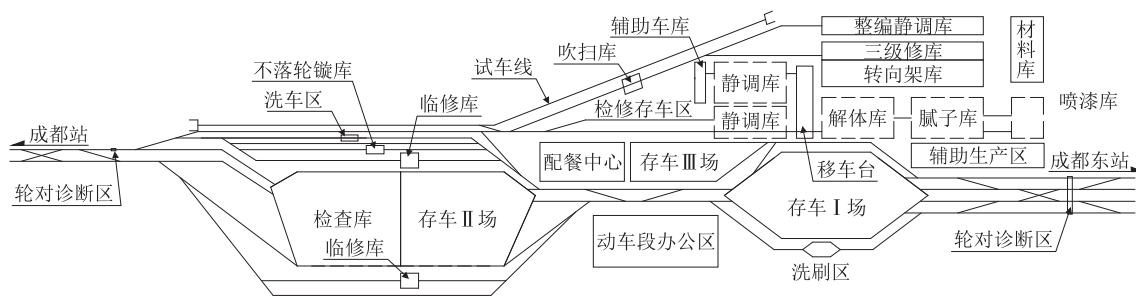 整编静调库
材料库
三级修库
转向架库
辅助车库
吹扫库
试车线
静调库
检修存车区
静调库
解体库
腻子库
喷漆库
辅助生产区
不落轮镟库
洗车区
临修库
成都站
轮对诊断区
配餐中心
存车Ⅲ场
移车台
成都东站
检查库
存车Ⅱ场
临修库
动车段办公区
存车Ⅰ场
洗刷区
轮对诊断区